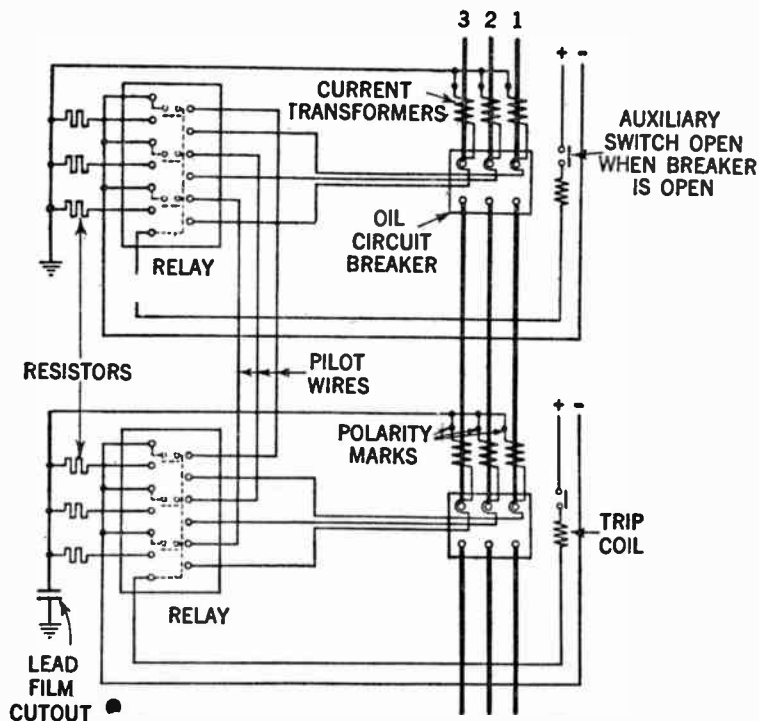 3 2 1
+ -
CURRENT
TRANSFORMERS
AUXILIARY
SWITCH OPEN
WHEN BREAKER
IS OPEN
OIL
CIRCUIT
BREAKER
RELAY
RESISTORS
PILOT
WIRES
+ -
POLARITY
MARKS
TRIP
COIL
RELAY
LEAD
FILM
CUTOUT